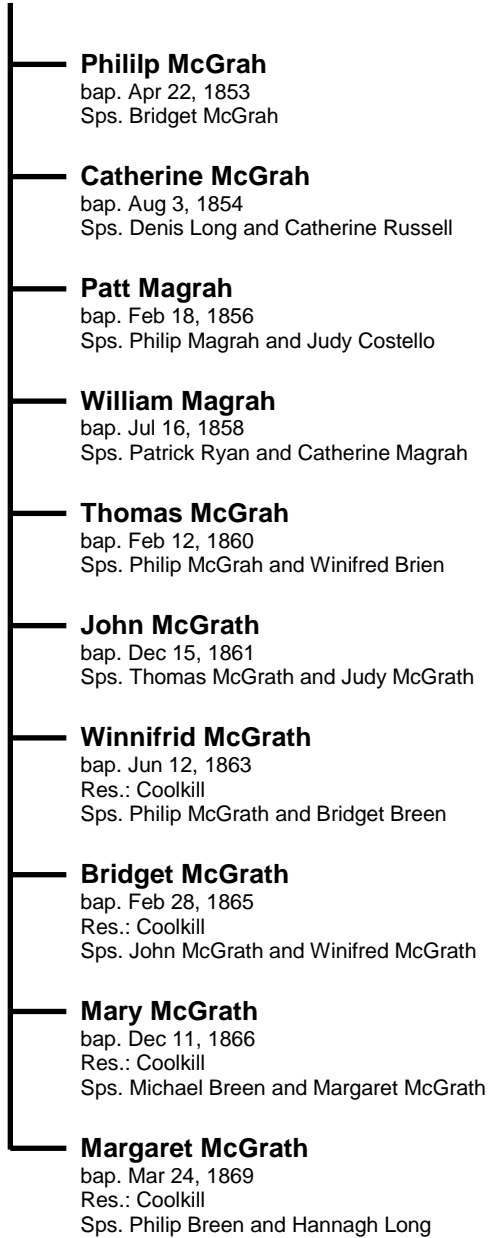 Phililp McGrah
bap. Apr 22, 1853
Sps. Bridget McGrah
Catherine McGrah
bap. Aug 3, 1854
Sps. Denis Long and Catherine Russell
Patt Magrah
bap. Feb 18, 1856
Sps. Philip Magrah and Judy Costello
William Magrah
bap. Jul 16, 1858
Sps. Patrick Ryan and Catherine Magrah
Thomas McGrah
bap. Feb 12, 1860
Sps. Philip McGrah and Winifred Brien
John McGrath
bap. Dec 15, 1861
Sps. Thomas McGrath and Judy McGrath
Winnifrid McGrath
bap. Jun 12, 1863
Res.: Coolkill
Sps. Philip McGrath and Bridget Breen
Bridget McGrath
bap. Feb 28, 1865
Res.: Coolkill
Sps. John McGrath and Winifred McGrath
Mary McGrath
bap. Dec 11, 1866
Res.: Coolkill
Sps. Michael Breen and Margaret McGrath
Margaret McGrath
bap. Mar 24, 1869
Res.: Coolkill
Sps. Philip Breen and Hannagh Long